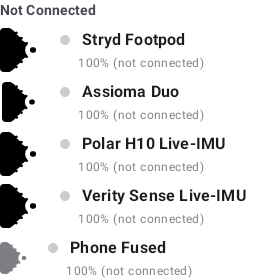 Not Connected
Stryd Footpod
100% (not connected)
Assioma Duo
100% (not connected)
Polar H10 Live-IMU
100% (not connected)
Verity Sense Live-IMU
100% (not connected)
Phone Fused
100% (not connected)